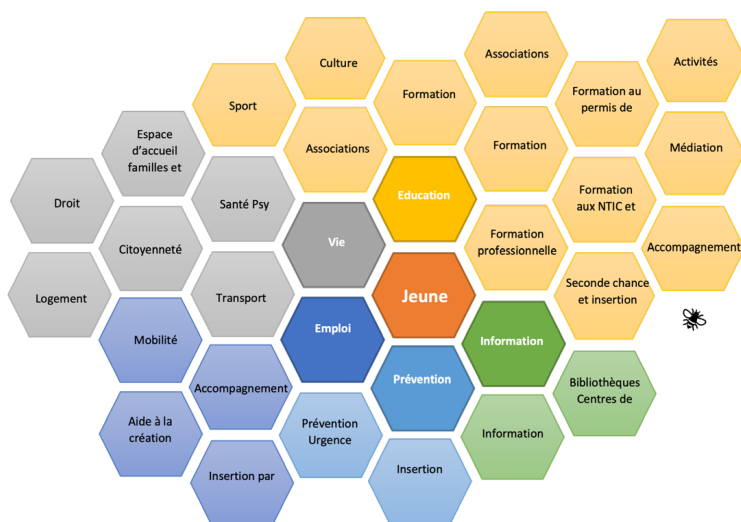 Associations
Culture
Activités
Formation
Formation au
permis de
Sport
Espace
d'accueil
familles et
Associations
Formation
Médiation
Education
Droit
Santé Psy
Formation
aux NTIC et
Vie
Formation
professionnelle
Citoyenneté
Accompagnement
Logement
Transport
Jeune
Seconde chance
et insertion
Mobilité
Emploi
Information
Prévention
Bibliothèques
Centres de
Accompagnement
Aide à la
création
Prévention
Urgence
Information
Insertion par
Insertion